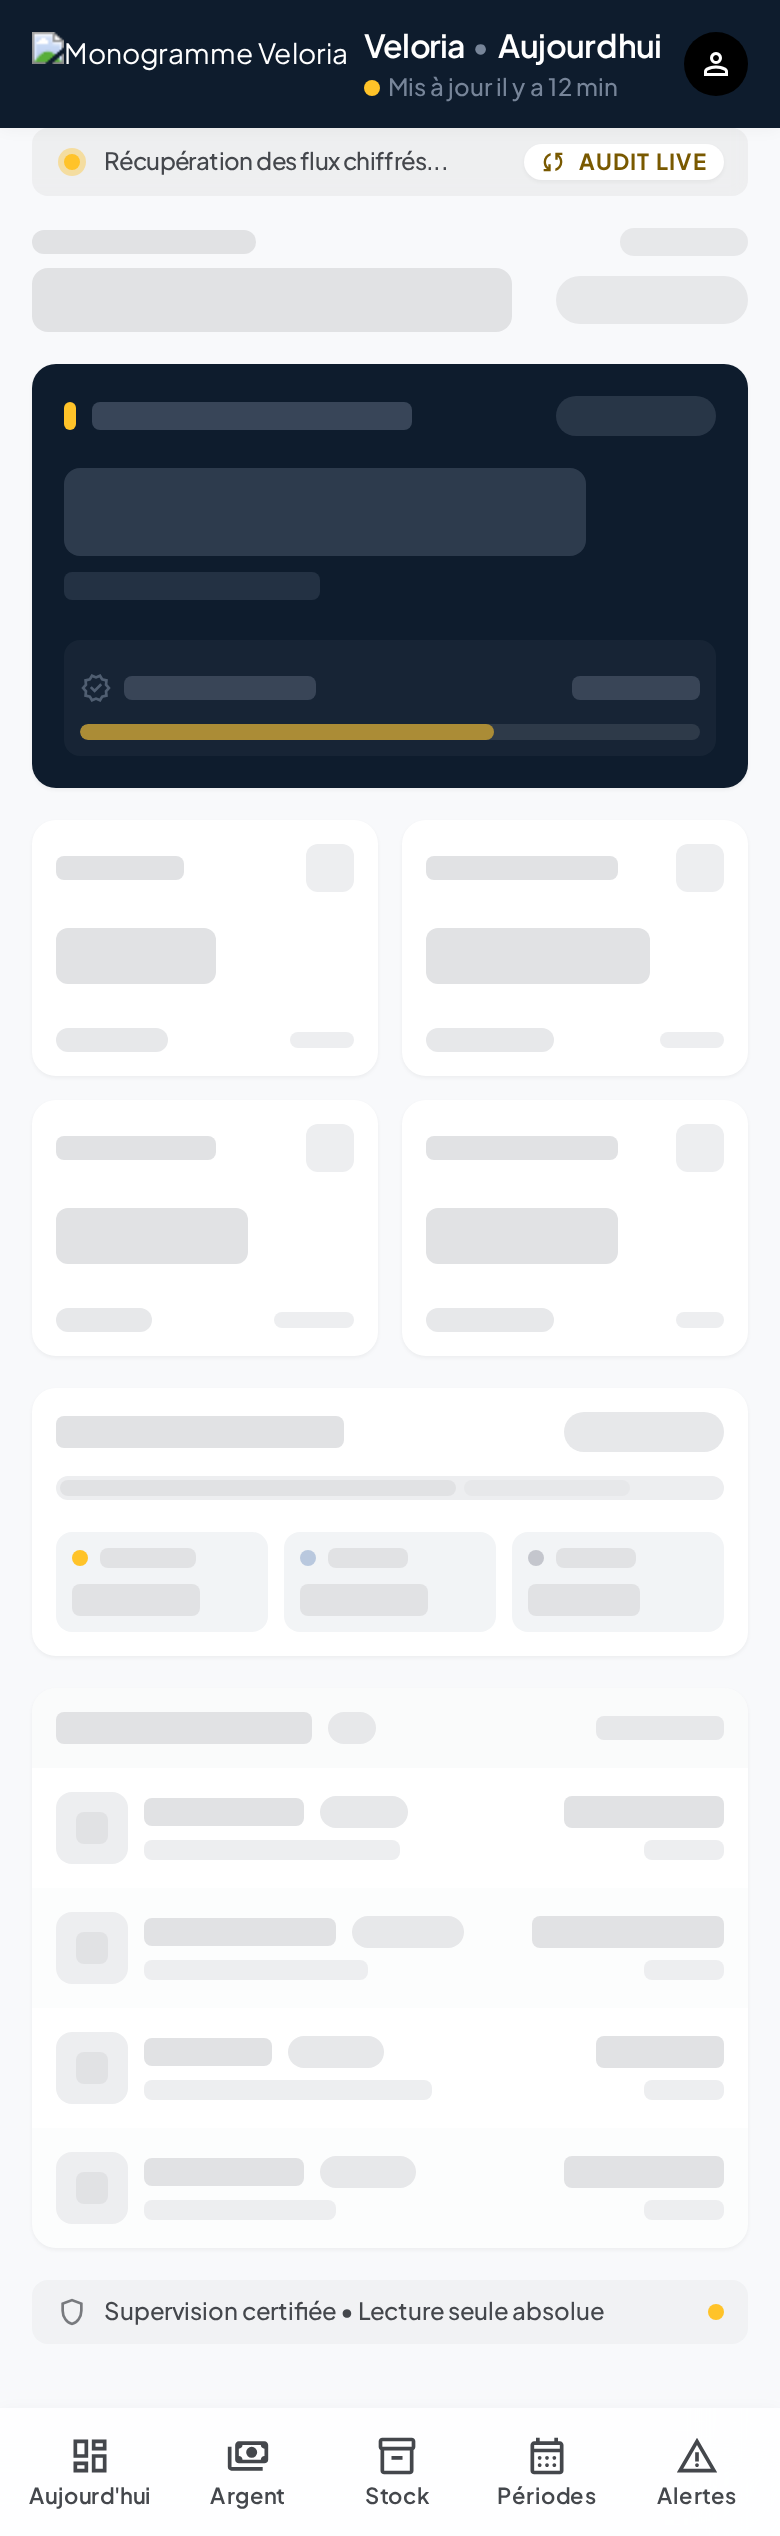 Monogramme Veloria
Veloria • Aujourdhui
Mis à jour il y a 12 min
Récupération des flux chiffrés...
AUDIT LIVE
Supervision certifiée • Lecture seule absolue
Aujourd'hui
Argent
Stock
Périodes
Alertes